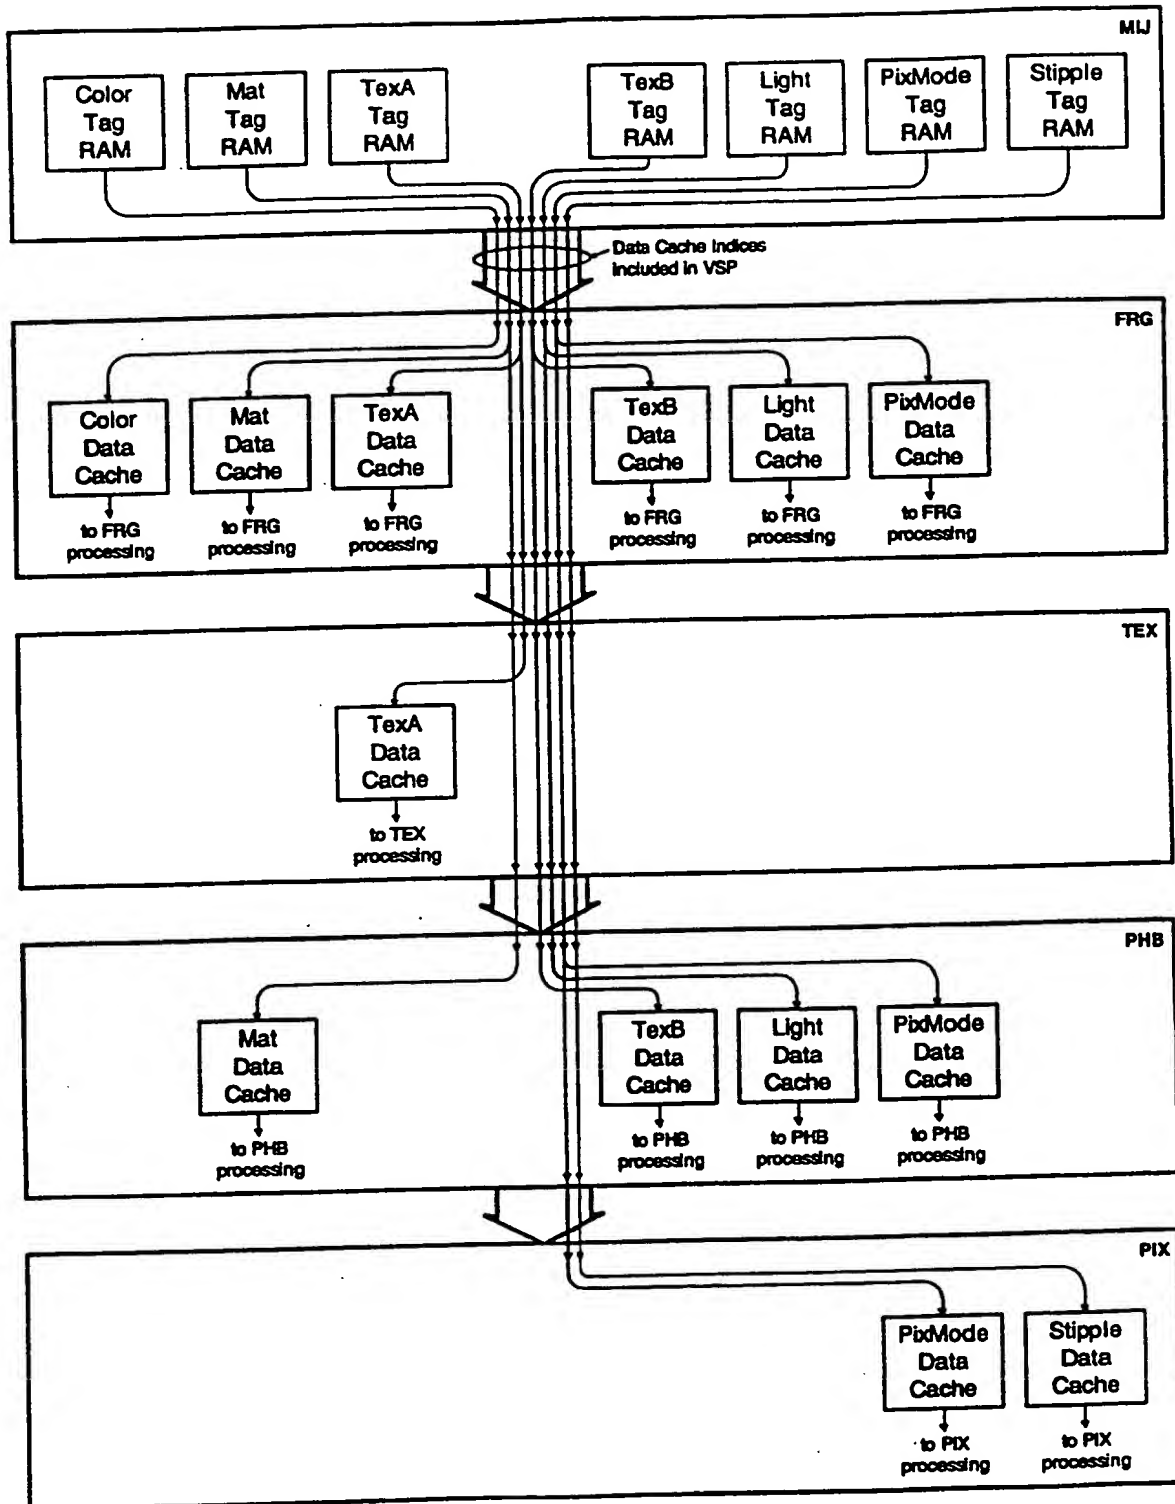 MIJ
Color
Tag
RAM
Mat
Tag
RAM
TexA
Tag
RAM
TexB
Tag
RAM
Light
Tag
RAM
PixMode
Tag
RAM
Stipple
Tag
RAM
Data Cache Indices
included in VSP
FRG
Color
Data
Cache
to FRG
processing
Mat
Data
Cache
to FRG
processing
TexA
Data
Cache
to FRG
processing
TexB
Data
Cache
to FRG
processing
Light
Data
Cache
to FRG
processing
PixMode
Data
Cache
to FRG
processing
TEX
TexA
Data
Cache
to TEX
processing
PHB
Mat
Data
Cache
to PHB
processing
TexB
Data
Cache
to PHB
processing
Light
Data
Cache
to PHB
processing
PixMode
Data
Cache
to PHB
processing
PIX
PixMode
Data
Cache
to PIX
processing
Stipple
Data
Cache
to PIX
processing